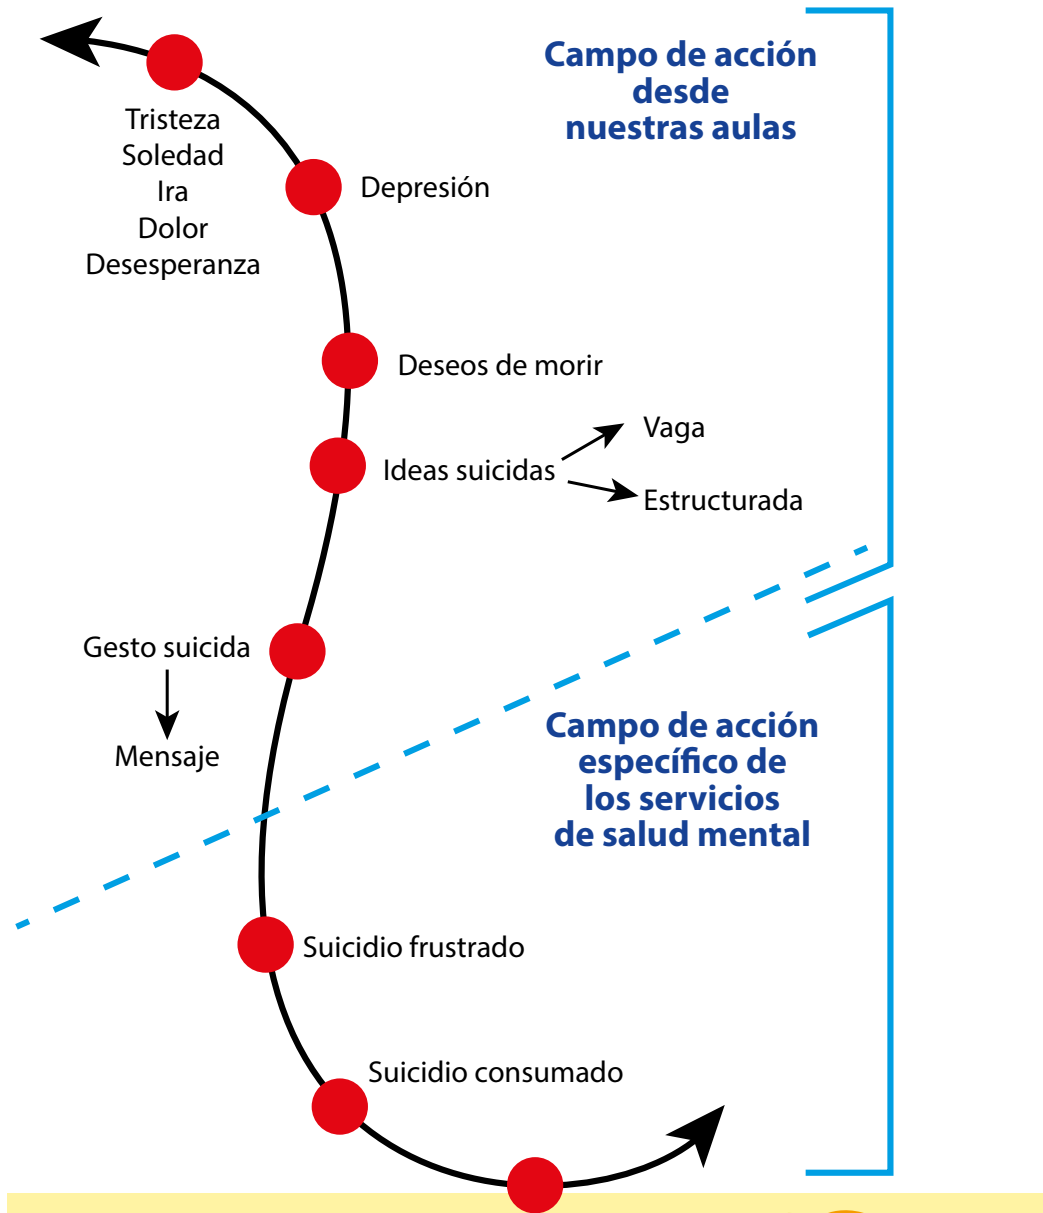 Campo de acción
desde
nuestras aulas
Tristeza
Soledad
Ira
Dolor
Desesperanza
Depresión
Deseos de morir
Ideas suicidas
Vaga
Estructurada
Gesto suicida
Mensaje
Campo de acción
específico de
los servicios
de salud mental
Suicidio frustrado
Suicidio consumado